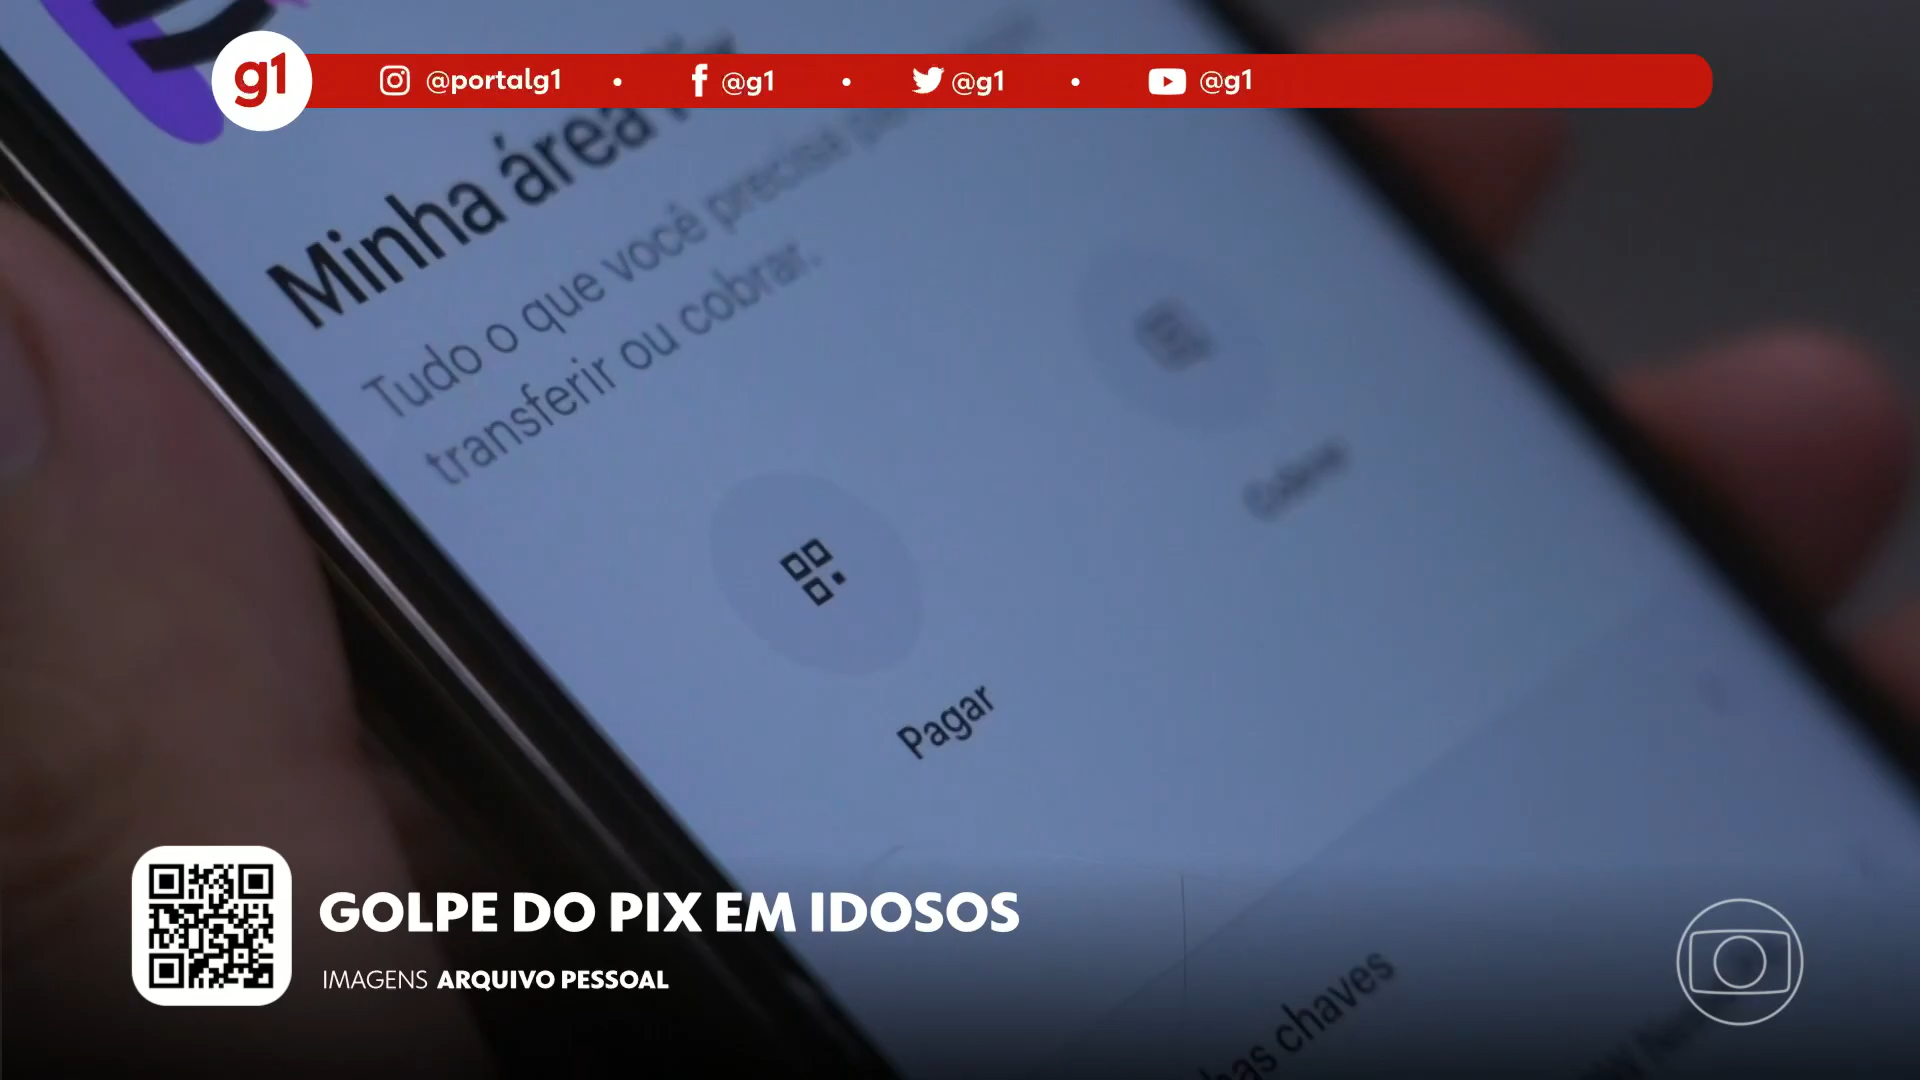 g1
@portalg1 • @g1 • @g1 • @g1
Minha área
Tudo o que você precisa
transferir ou cobrar.
Cobrar
Pagar
chaves
GOLPE DO PIX EM IDOSOS
IMAGENS ARQUIVO PESSOAL